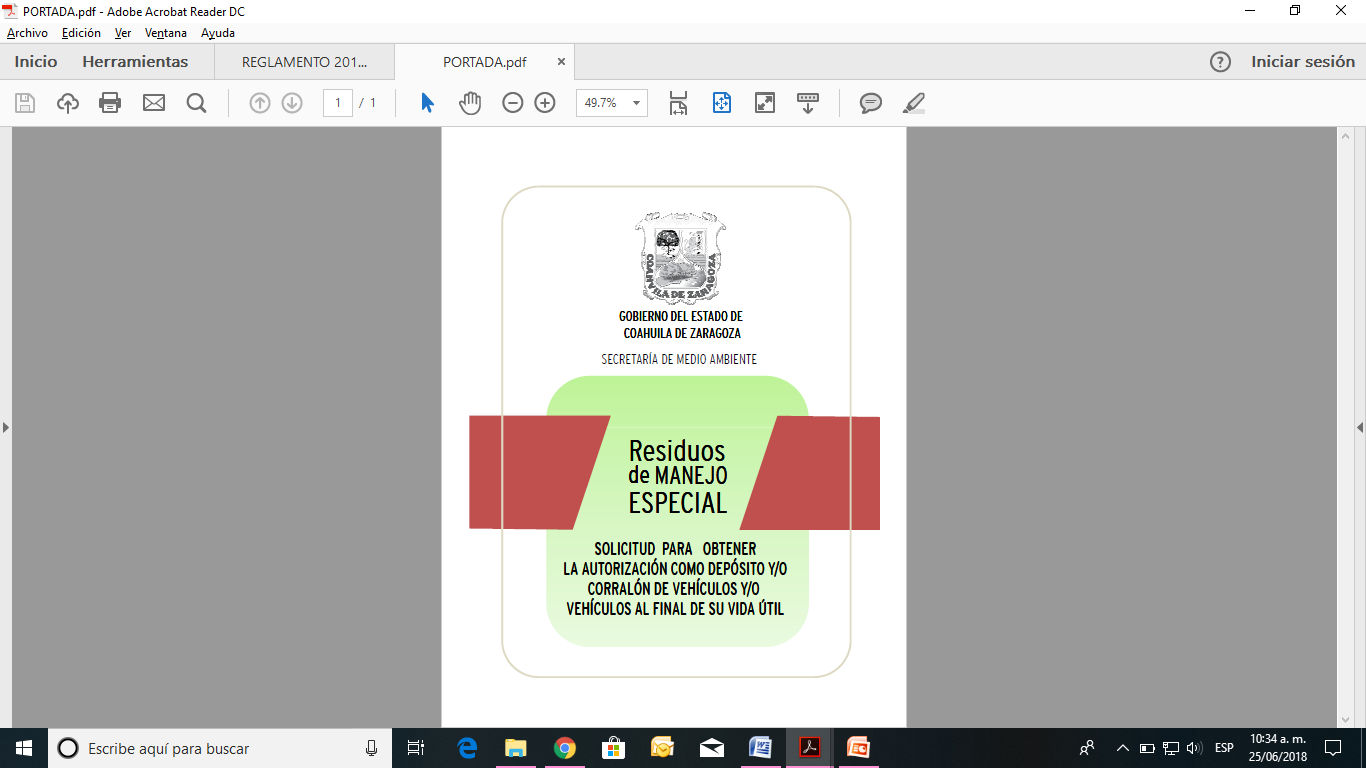 PORTADA.pdf - Adobe Acrobat Reader DC
Archivo Edición Ver Ventana Ayuda
Inicio Herramientas REGLAMENTO 201... PORTADA.pdf × ? Iniciar sesión
1 / 1 49.7%
COAHUILA DE ZARAGOZA
GOBIERNO DEL ESTADO DE
COAHUILA DE ZARAGOZA
SECRETARÍA DE MEDIO AMBIENTE
Residuos
de MANEJO
ESPECIAL
SOLICITUD PARA OBTENER
LA AUTORIZACIÓN COMO DEPÓSITO Y/O
CORRALÓN DE VEHÍCULOS Y/O
VEHÍCULOS AL FINAL DE SU VIDA ÚTIL
Escribe aquí para buscar
ESP
10:34 a. m.
25/06/2018